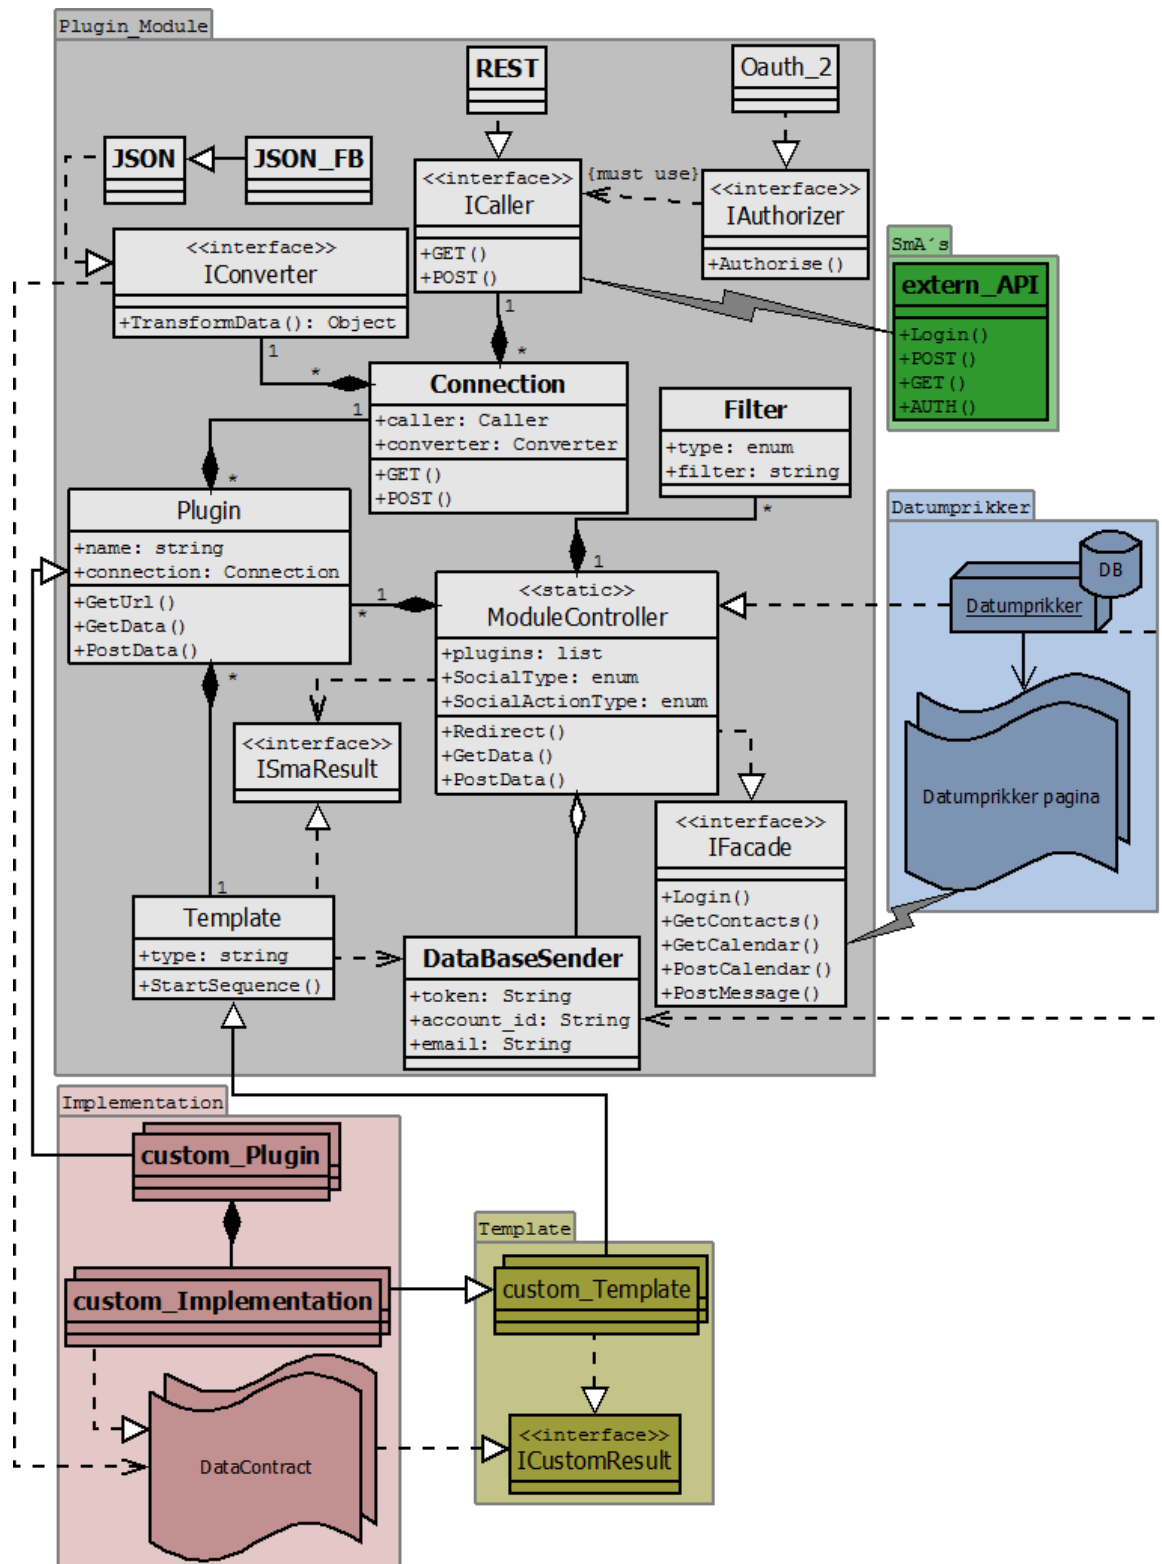 Plugin_Module
REST
Oauth_2
JSON
JSON_FB
<<interface>>
ICaller
+GET()
+POST()
{must use}
<<interface>>
IAuthorizer
+Authorise()
<<interface>>
IConverter
+TransformData(): Object
SmA´s
extern_API
+Login()
+POST()
+GET()
+AUTH()
1
*
1
*
Connection
+caller: Caller
+converter: Converter
+GET()
+POST()
1
*
Filter
+type: enum
+filter: string
*
1
Plugin
+name: string
+connection: Connection
+GetUrl()
+GetData()
+PostData()
1
*
<<static>>
ModuleController
+plugins: list
+SocialType: enum
+SocialActionType: enum
+Redirect()
+GetData()
+PostData()
Datumprikker
DB
Datumprikker
Datumprikker pagina
*
1
<<interface>>
ISmaResult
<<interface>>
IFacade
+Login()
+GetContacts()
+GetCalendar()
+PostCalendar()
+PostMessage()
Template
+type: string
+StartSequence()
DataBaseSender
+token: String
+account_id: String
+email: String
Implementation
custom_Plugin
custom_Implementation
DataContract
Template
custom_Template
<<interface>>
ICustomResult